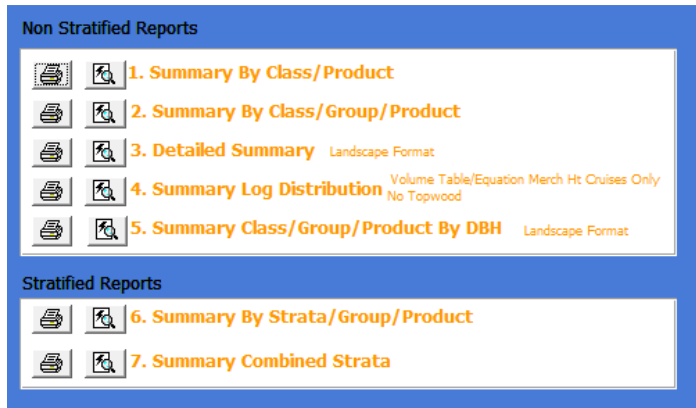 Non Stratified Reports
1. Summary By Class/Product
2. Summary By Class/Group/Product
3. Detailed Summary Landscape Format
4. Summary Log Distribution Volume Table/Equation Merch Ht Cruises Only
No Topwood
5. Summary Class/Group/Product By DBH Landscape Format
Stratified Reports
6. Summary By Strata/Group/Product
7. Summary Combined Strata